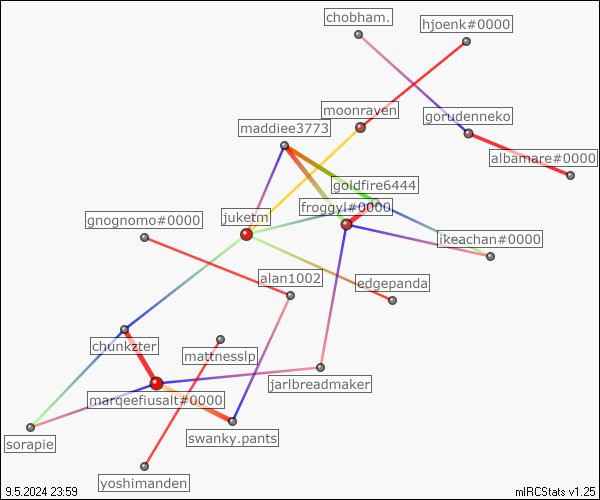 chobham.
hjoenk#0000
moonraven
gorudenneko
maddiee3773
albamare#0000
goldfire6444
froggyl#0000
gnognomo#0000
juketm
ikeachan#0000
alan1002
edgepanda
chunkzter
mattnesslp
jarlbreadmaker
marqeefiusalt#0000
sorapie
swanky.pants
yoshimanden
9.5.2024 23:59
mIRCStats v1.25